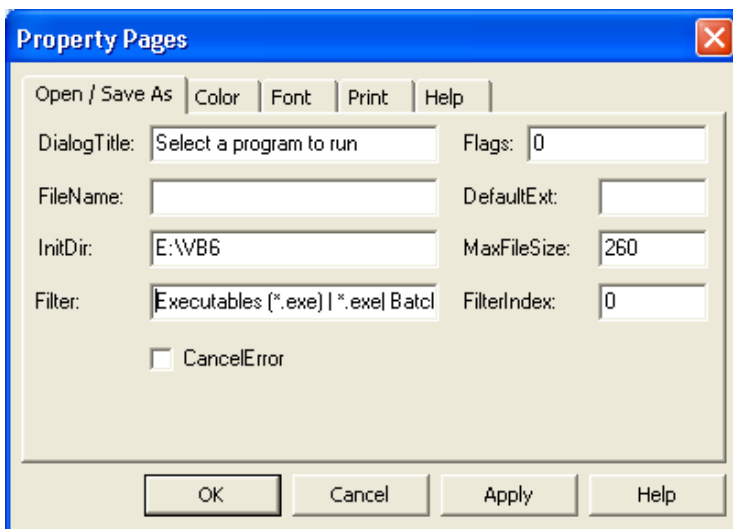 Property Pages
Open / Save As Color Font Print Help
DialogTitle: Select a program to run Flags: 0
FileName: DefaultExt:
InitDir: E:\VB6 MaxFileSize: 260
Filter: Executables (*.exe) | *.exe| Batcl FilterIndex: 0
CancelError
OK Cancel Apply Help